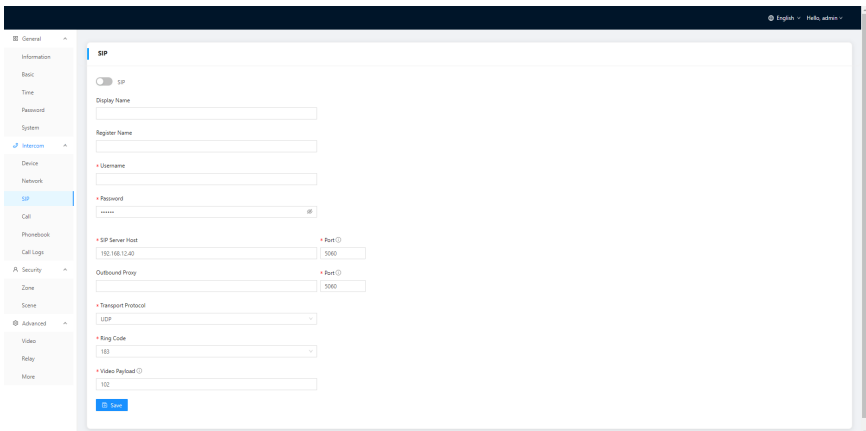 English Hello, admin
General
Information
Basic
Time
Password
System
Intercom
Device
Network
SIP
Call
Phonebook
Call Logs
Security
Zone
Scene
Advanced
Video
Relay
More
SIP
SIP
Display Name
Register Name
* Username
* Password
••••••
* SIP Server Host * Port
192.168.12.40 5060
Outbound Proxy * Port
5060
* Transport Protocol
UDP
* Ring Code
183
* Video Payload
102
Save